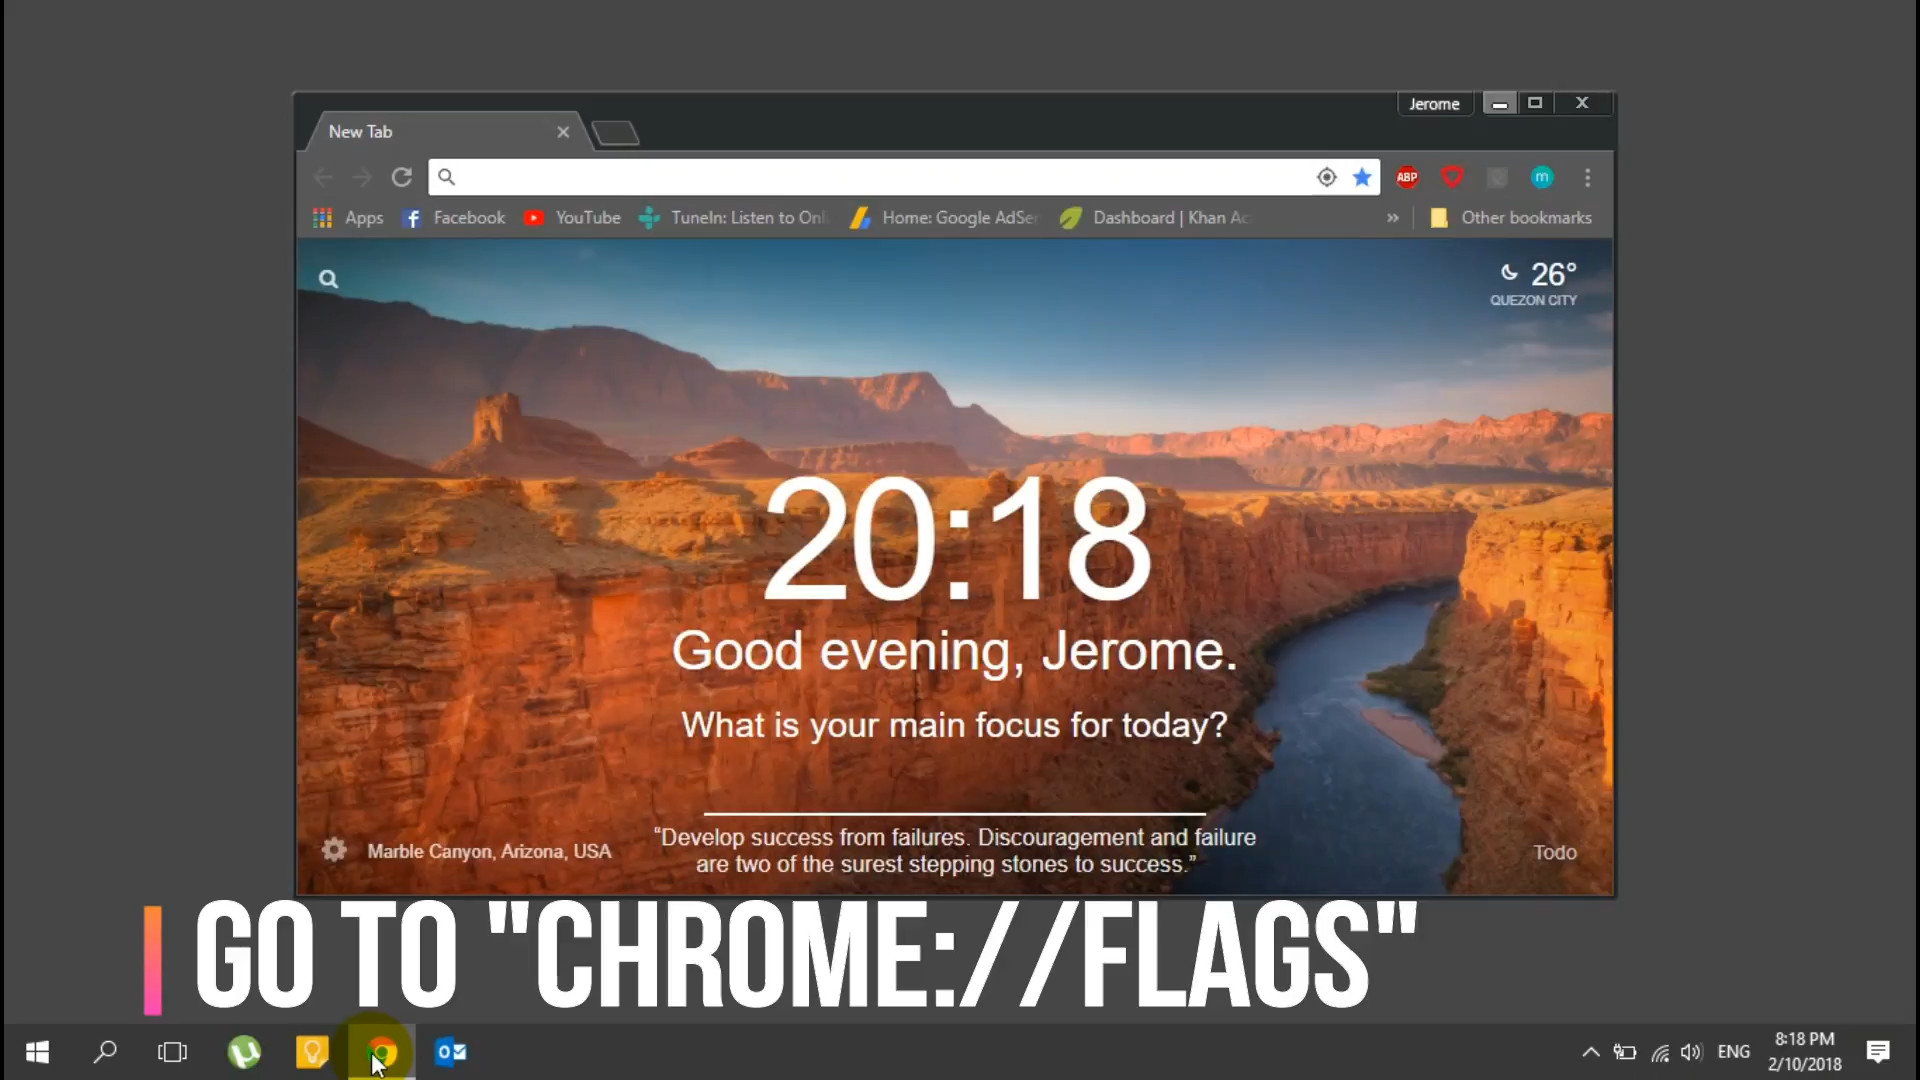 Jerome
New Tab
ABP
m
Apps
Facebook
YouTube
TuneIn: Listen to Onl
Home: Google AdSer
Dashboard | Khan Ac
»
Other bookmarks
26°
QUEZON CITY
20:18
Good evening, Jerome.
What is your main focus for today?
“Develop success from failures. Discouragement and failure
are two of the surest stepping stones to success.”
Marble Canyon, Arizona, USA
Todo
GO TO "CHROME://FLAGS"
ENG
8:18 PM
2/10/2018